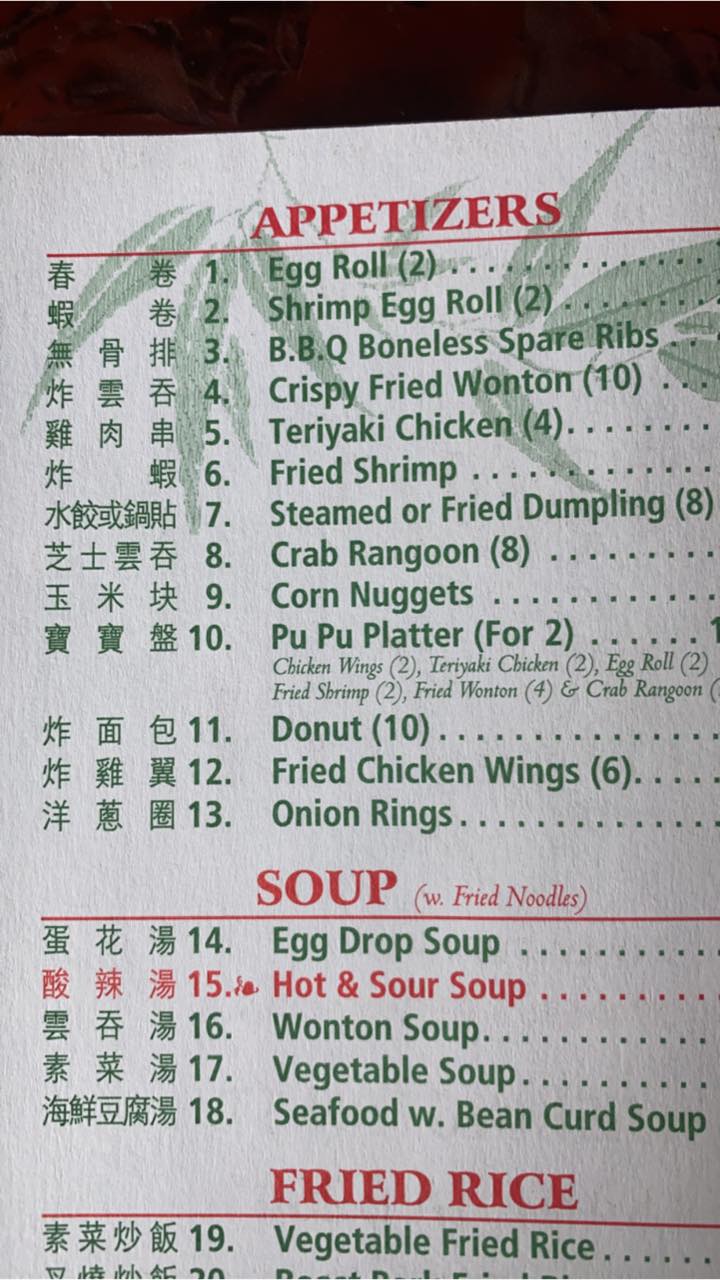 APPETIZERS
春 卷 1. Egg Roll (2) . . . . . . . . . . . . .
蝦 卷 2. Shrimp Egg Roll (2) . . . . . . . .
無 骨 排 3. B.B.Q Boneless Spare Ribs . .
炸 雲 吞 4. Crispy Fried Wonton (10) . . .
雞 肉 串 5. Teriyaki Chicken (4). . . . . . . .
炸 蝦 6. Fried Shrimp . . . . . . . . . . . . .
水餃或鍋貼 7. Steamed or Fried Dumpling (8)
芝士雲吞 8. Crab Rangoon (8) . . . . . . . . .
玉 米 块 9. Corn Nuggets . . . . . . . . . . . .
寶 寶 盤 10. Pu Pu Platter (For 2) . . . . . . 1
Chicken Wings (2), Teriyaki Chicken (2), Egg Roll (2)
Fried Shrimp (2), Fried Wonton (4) & Crab Rangoon (
炸 面 包 11. Donut (10) . . . . . . . . . . . . . . .
炸 雞 翼 12. Fried Chicken Wings (6). . . . .
洋 蔥 圈 13. Onion Rings . . . . . . . . . . . . . .
SOUP (w. Fried Noodles)
蛋 花 湯 14. Egg Drop Soup . . . . . . . . . . .
酸 辣 湯 15. Hot & Sour Soup . . . . . . . . . .
雲 吞 湯 16. Wonton Soup. . . . . . . . . . . . .
素 菜 湯 17. Vegetable Soup. . . . . . . . . . .
海鮮豆腐湯 18. Seafood w. Bean Curd Soup
FRIED RICE
素菜炒飯 19. Vegetable Fried Rice . . . . . .